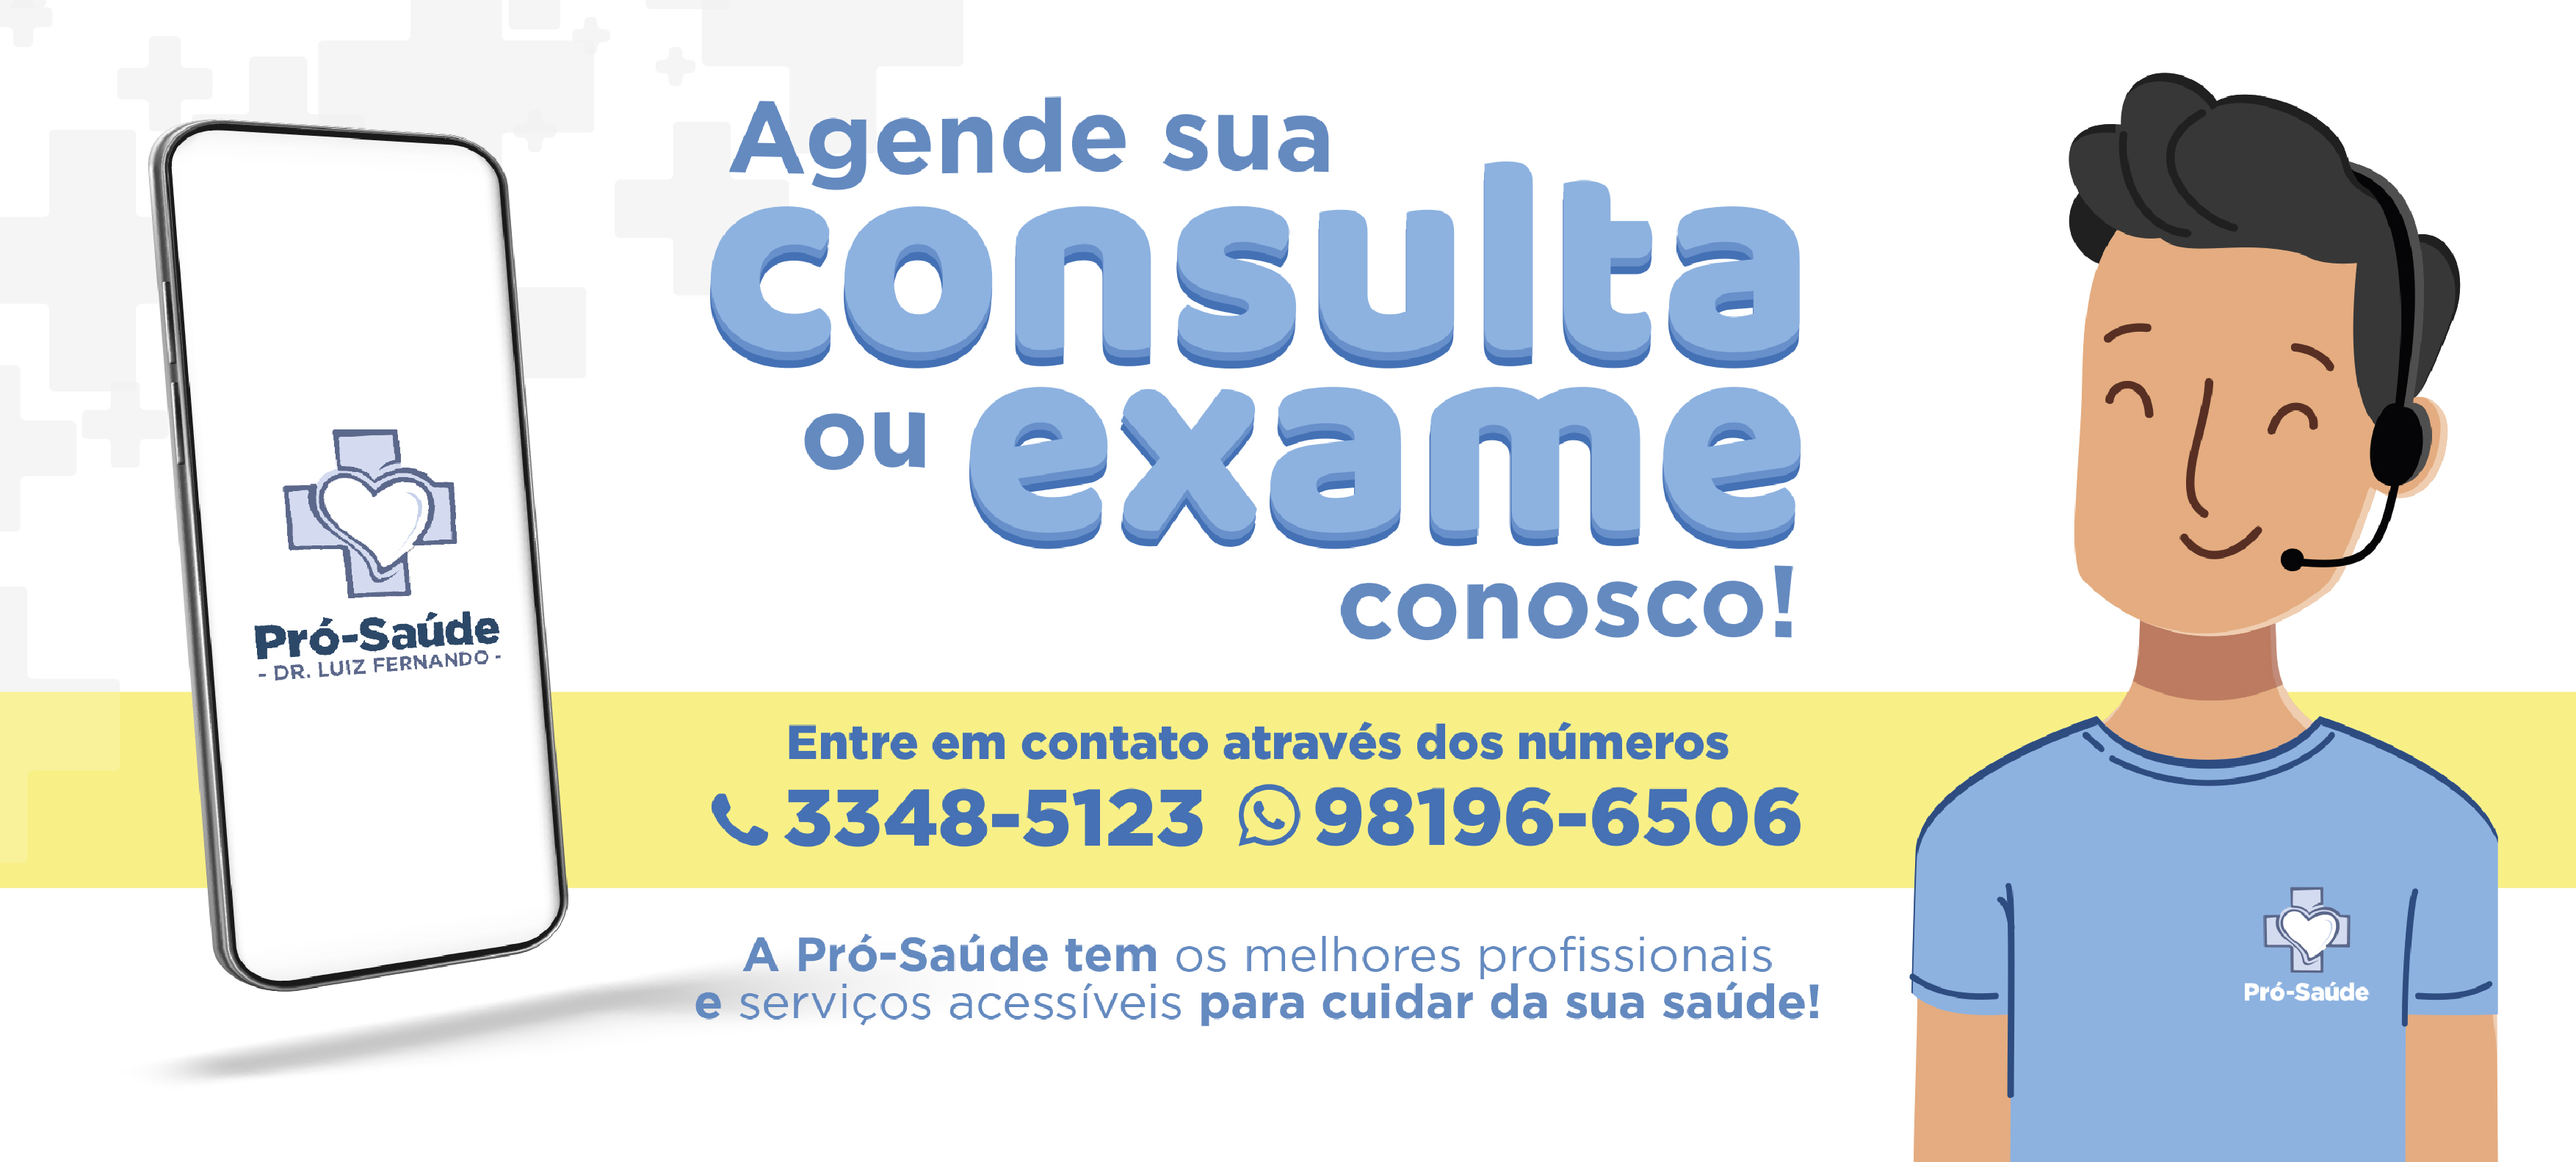 Agende sua
consulta
ou exame
conosco!
Pró-Saúde
- DR. LUIZ FERNANDO -
Entre em contato através dos números
3348-5123 98196-6506
A Pró-Saúde tem os melhores profissionais
e serviços acessíveis para cuidar da sua saúde!
Pró-Saúde